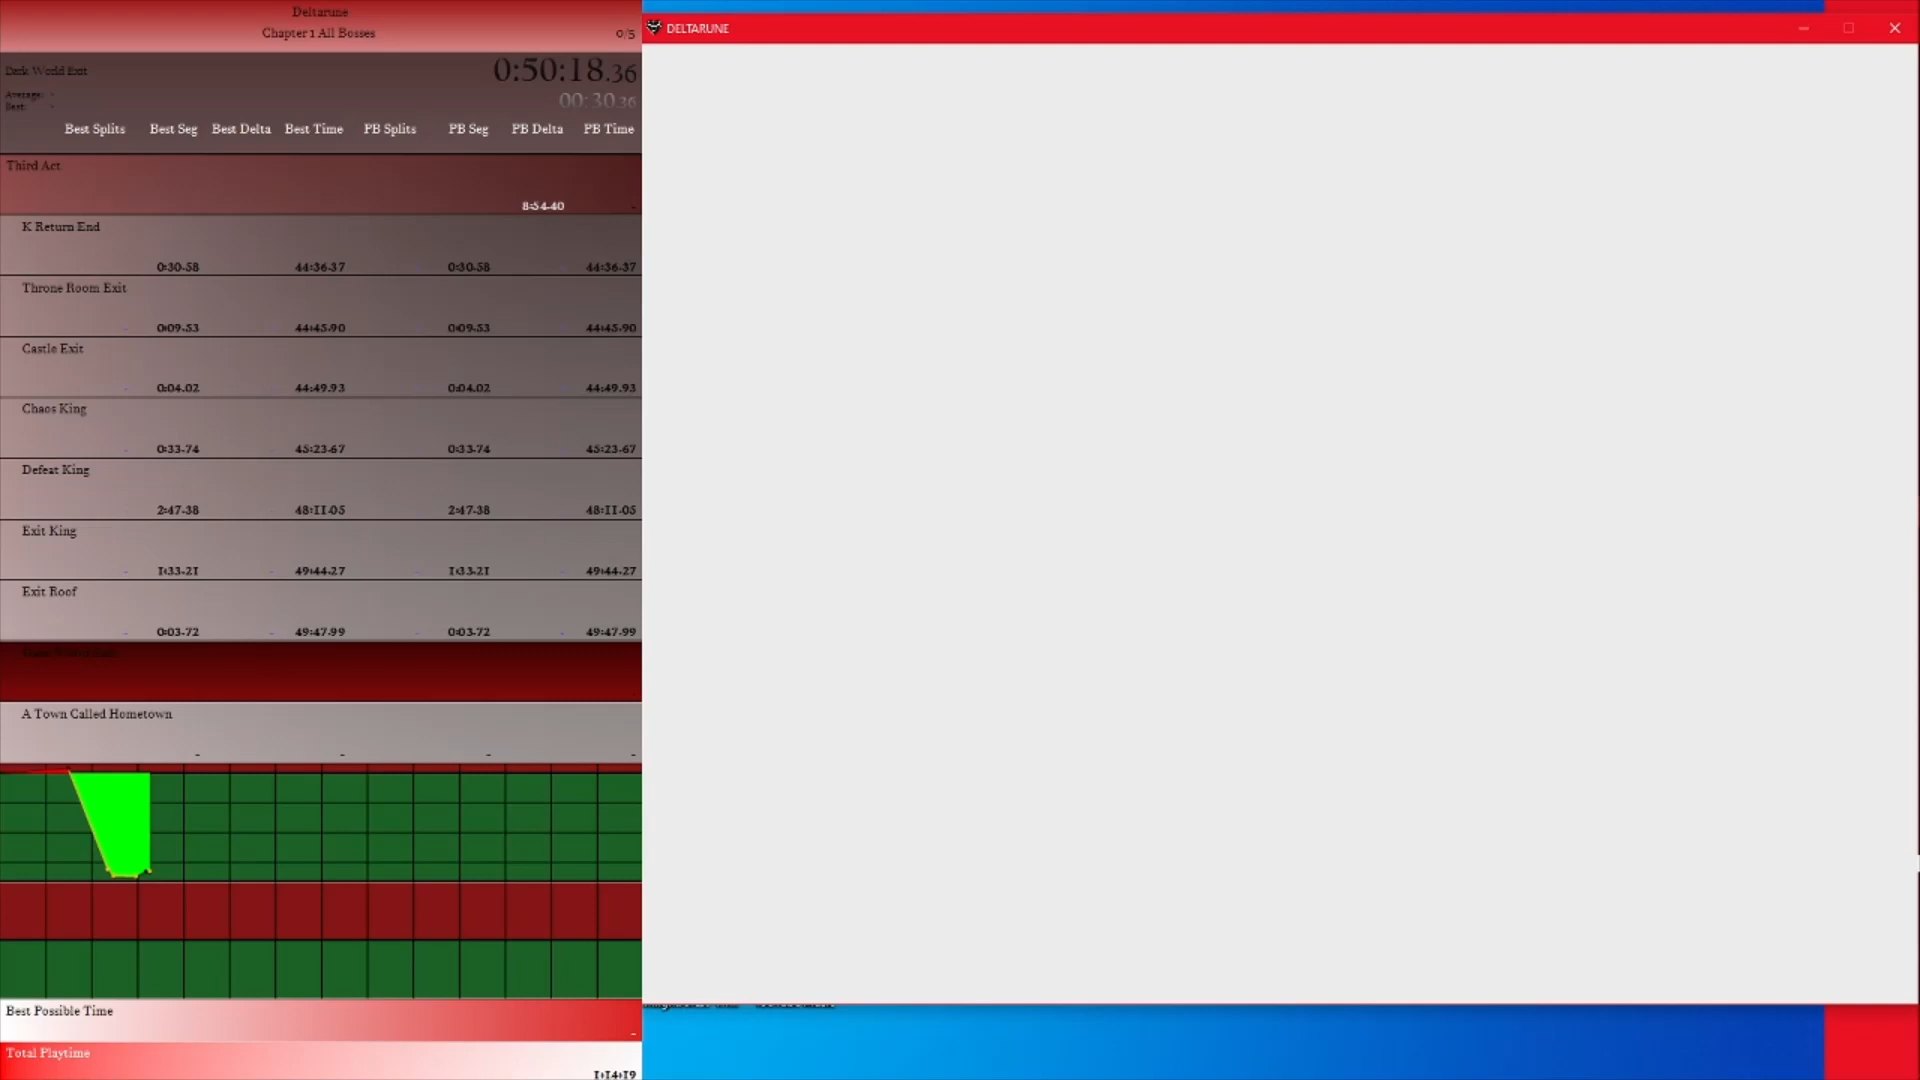 Deltarune
Chapter 1 All Bosses
0/5
DELTARUNE
Dark World Exit
0:50:18.36
Average: -
Best: -
00:30.36
Best Splits Best Seg Best Delta Best Time PB Splits PB Seg PB Delta PB Time
Third Act
8:54.40 -
K Return End
0:30.58 44:36.37 - 0:30.58 - 44:36.37
Throne Room Exit
- 0:09.53 - 44:45.90 - 0:09.53 - 44:45.90
Castle Exit
- 0:04.02 - 44:49.93 - 0:04.02 - 44:49.93
Chaos King
- 0:33.74 - 45:23.67 - 0:33.74 - 45:23.67
Defeat King
2:47.38 44:11.05 2:47.38 48:11.05
Exit King
- 1:33.21 - 49:44.27 - 1:33.21 - 49:44.27
Exit Roof
- 0:03.72 - 49:47.99 - 0:03.72 - 49:47.99
Dark World Exit
A Town Called Hometown
- - - -
Best Possible Time
-
Total Playtime
1:14:19